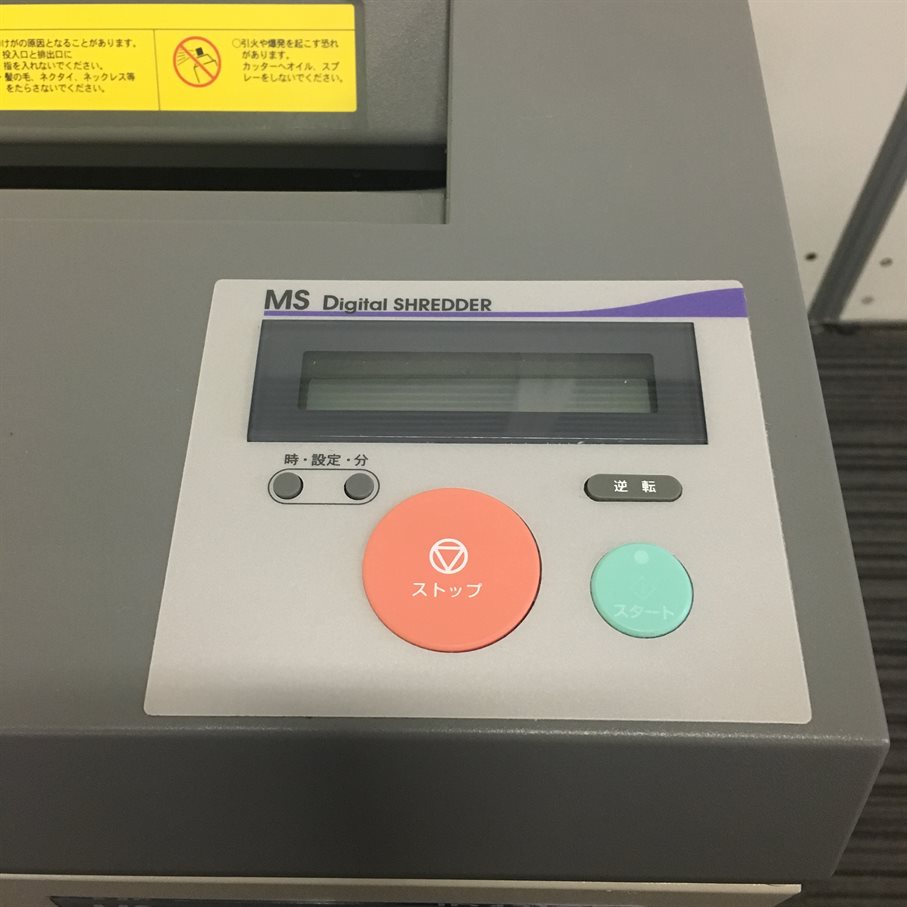 けがの原因となることがあります。
投入口と排出口に
指を入れないでください。
・髪の毛、ネクタイ、ネックレス等
をたらさないでください。
○引火や爆発を起こす恐れ
があります。
カッターへオイル、スプ
レーをしないでください。
MS Digital SHREDDER
時・設定・分
逆転
ストップ
スタート